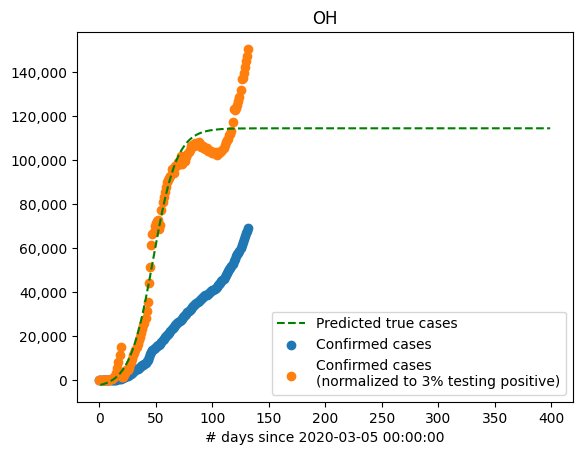 OH
140,000
120,000
100,000
80,000
60,000
40,000
20,000
0
Predicted true cases
Confirmed cases
Confirmed cases
(normalized to 3% testing positive)
0 50 100 150 200 250 300 350 400
# days since 2020-03-05 00:00:00